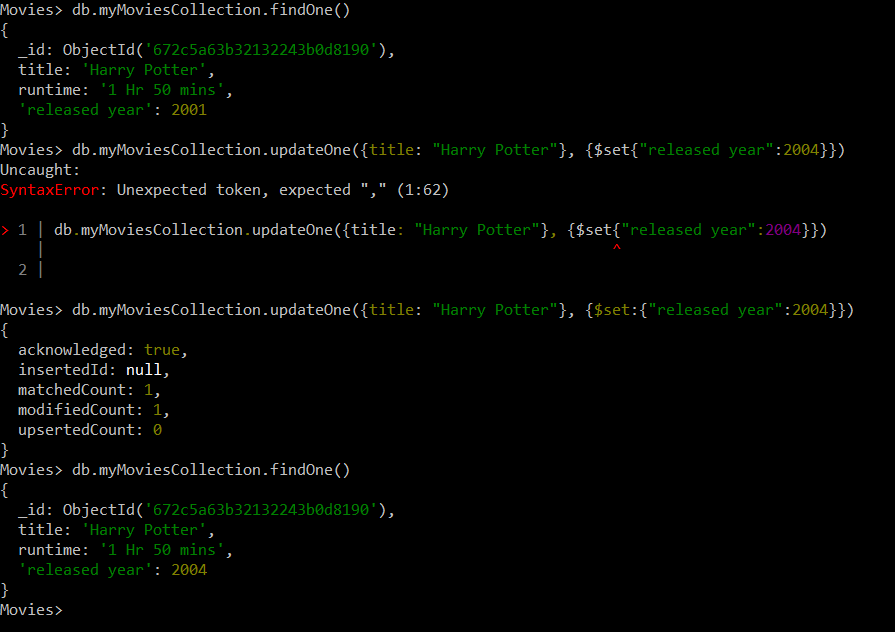 Movies> db.myMoviesCollection.findOne()
{
  _id: ObjectId('672c5a63b32132243b0d8190'),
  title: 'Harry Potter',
  runtime: '1 Hr 50 mins',
  'released year': 2001
}
Movies> db.myMoviesCollection.updateOne({title: "Harry Potter"}, {$set{"released year":2004}})
Uncaught:
SyntaxError: Unexpected token, expected "," (1:62)

> 1 | db.myMoviesCollection.updateOne({title: "Harry Potter"}, {$set{"released year":2004}})
    |                                                               ^
  2 |

Movies> db.myMoviesCollection.updateOne({title: "Harry Potter"}, {$set:{"released year":2004}})
{
  acknowledged: true,
  insertedId: null,
  matchedCount: 1,
  modifiedCount: 1,
  upsertedCount: 0
}
Movies> db.myMoviesCollection.findOne()
{
  _id: ObjectId('672c5a63b32132243b0d8190'),
  title: 'Harry Potter',
  runtime: '1 Hr 50 mins',
  'released year': 2004
}
Movies>